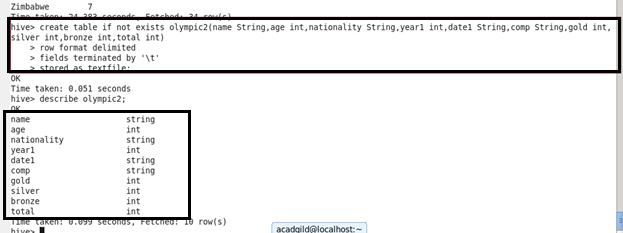 Zimbabwe 7
Time taken: 24.383 seconds, Fetched: 34 row(s)
hive> create table if not exists olympic2(name String,age int,nationality String,year1 int,date1 String,comp String,gold int,
silver int,bronze int,total int)
> row format delimited
> fields terminated by '\t'
> stored as textfile;
OK
Time taken: 0.051 seconds
hive> describe olympic2;
OK
name string
age int
nationality string
year1 int
date1 string
comp string
gold int
silver int
bronze int
total int
Time taken: 0.099 seconds, Fetched: 10 row(s)
hive>
acadgild@localhost:~